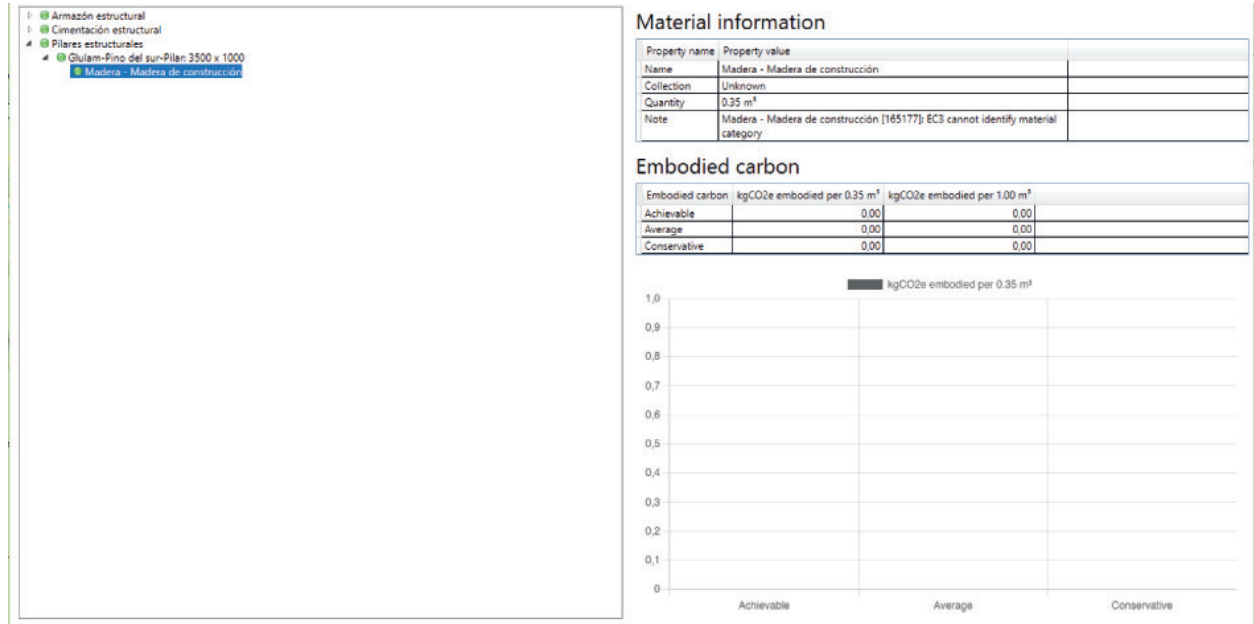 Armazón estructural
Cimentación estructural
Pilares estructurales
Glulam-Pino del sur-Pilar: 3500 x 1000
Madera - Madera de construcción
Material information
Property name Property value
Name Madera - Madera de construcción
Collection Unknown
Quantity 0.35 m³
Note Madera - Madera de construcción [165177]: EC3 cannot identify material
category
Embodied carbon
Embodied carbon kgCO2e embodied per 0.35 m³ kgCO2e embodied per 1.00 m³
Achievable 0,00 0,00
Average 0,00 0,00
Conservative 0,00 0,00
kgCO2e embodied per 0.35 m³
1,0
0,9
0,8
0,7
0,6
0,5
0,4
0,3
0,2
0,1
0
Achievable Average Conservative